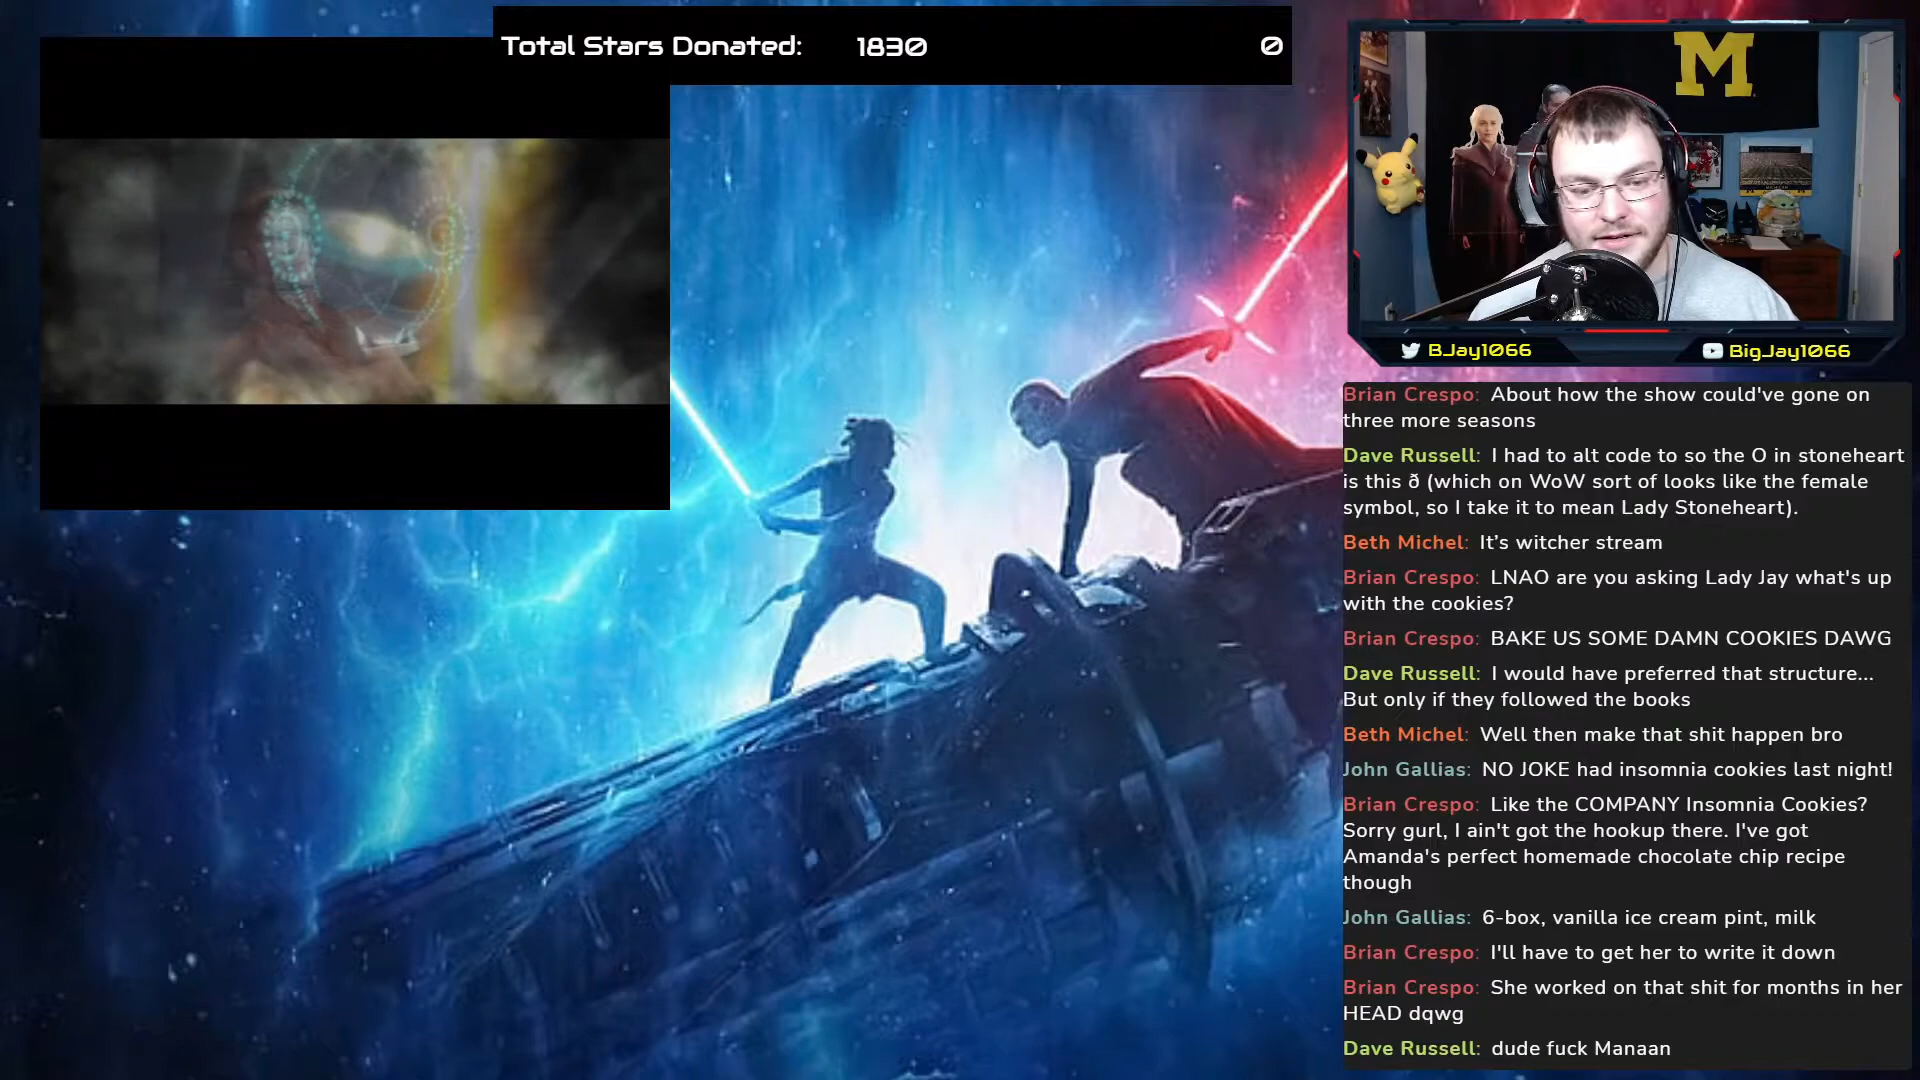 Total Stars Donated: 1830 0
M
BJay1066 BigJay1066
Brian Crespo: About how the show could've gone on
three more seasons
Dave Russell: I had to alt code to so the O in stoneheart
is this ð (which on WoW sort of looks like the female
symbol, so I take it to mean Lady Stoneheart).
Beth Michel: It’s witcher stream
Brian Crespo: LNAO are you asking Lady Jay what's up
with the cookies?
Brian Crespo: BAKE US SOME DAMN COOKIES DAWG
Dave Russell: I would have preferred that structure...
But only if they followed the books
Beth Michel: Well then make that shit happen bro
John Gallias: NO JOKE had insomnia cookies last night!
Brian Crespo: Like the COMPANY Insomnia Cookies?
Sorry gurl, I ain't got the hookup there. I've got
Amanda's perfect homemade chocolate chip recipe
though
John Gallias: 6-box, vanilla ice cream pint, milk
Brian Crespo: I'll have to get her to write it down
Brian Crespo: She worked on that shit for months in her
HEAD dqwg
Dave Russell: dude fuck Manaan